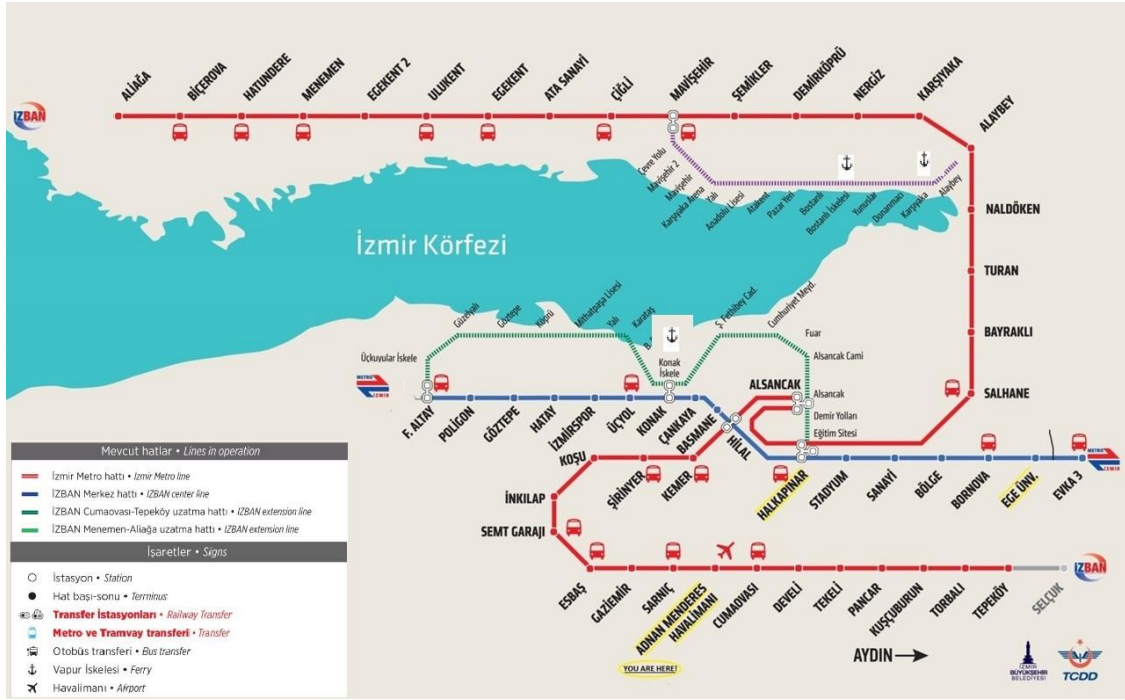 ALİAĞA
BİÇEROVA
HATUNDERE
MENEMEN
EGEKENT 2
ULUKENT
EGEKENT
ATA SANAYİ
ÇİĞLİ
MAVİŞEHİR
ŞEMİKLER
DEMİRKÖPRÜ
NERGİZ
KARŞIYAKA
ALAYBEY
İZBAN
Çevre Yolu
Mavişehir 2
Mavişehir
Karşıyaka Arena
Yalı
Anadolu Lisesi
Atakent
Pazar Yeri
Bostanlı
Bostanlı İskelesi
Yunuslar
Donanmacı
Karşıyaka
Alaybey
NALDÖKEN
İzmir Körfezi
TURAN
BAYRAKLI
SALHANE
Üçkuyular İskele
Güzelyalı
Göztepe
Köprü
Mithatpaşa Lisesi
Yalı
Karataş
Konak
İskele
Ş. Fethibey Cad.
Cumhuriyet Meyd.
Fuar
Alsancak Cami
Alsancak
Demir Yolları
Eğitim Sitesi
ALSANCAK
METRO
İZMİR
F. ALTAY
POLİGON
GÖZTEPE
HATAY
İZMİRSPOR
ÜÇYOL
KONAK
ÇANKAYA
BASMANE
HİLAL
HALKAPINAR
STADYUM
SANAYİ
BÖLGE
BORNOVA
EGE ÜNV.
EVKA 3
METRO
İZMİR
KOŞU
ŞİRİNYER
KEMER
İNKILAP
SEMT GARAJI
ESBAŞ
GAZİEMİR
SARNIÇ
ADNAN MENDERES
HAVALİMANI
CUMAOVASI
DEVELİ
TEKELİ
PANCAR
KUŞÇUBURUN
TORBALI
TEPEKÖY
SELÇUK
İZBAN
YOU ARE HERE!
AYDIN
İZMİR
BÜYÜKŞEHİR
BELEDİYESİ
TCDD
Mevcut hatlar • Lines in operation
İzmir Metro hattı • Izmir Metro line
İZBAN Merkez hattı • IZBAN center line
İZBAN Cumaovası-Tepeköy uzatma hattı • IZBAN extension line
İZBAN Menemen-Aliağa uzatma hattı • IZBAN extension line
İşaretler • Signs
İstasyon • Station
Hat başı-sonu • Terminus
Transfer İstasyonları • Railway Transfer
Metro ve Tramvay transferi • Transfer
Otobüs transferi • Bus transfer
Vapur İskelesi • Ferry
Havalimanı • Airport